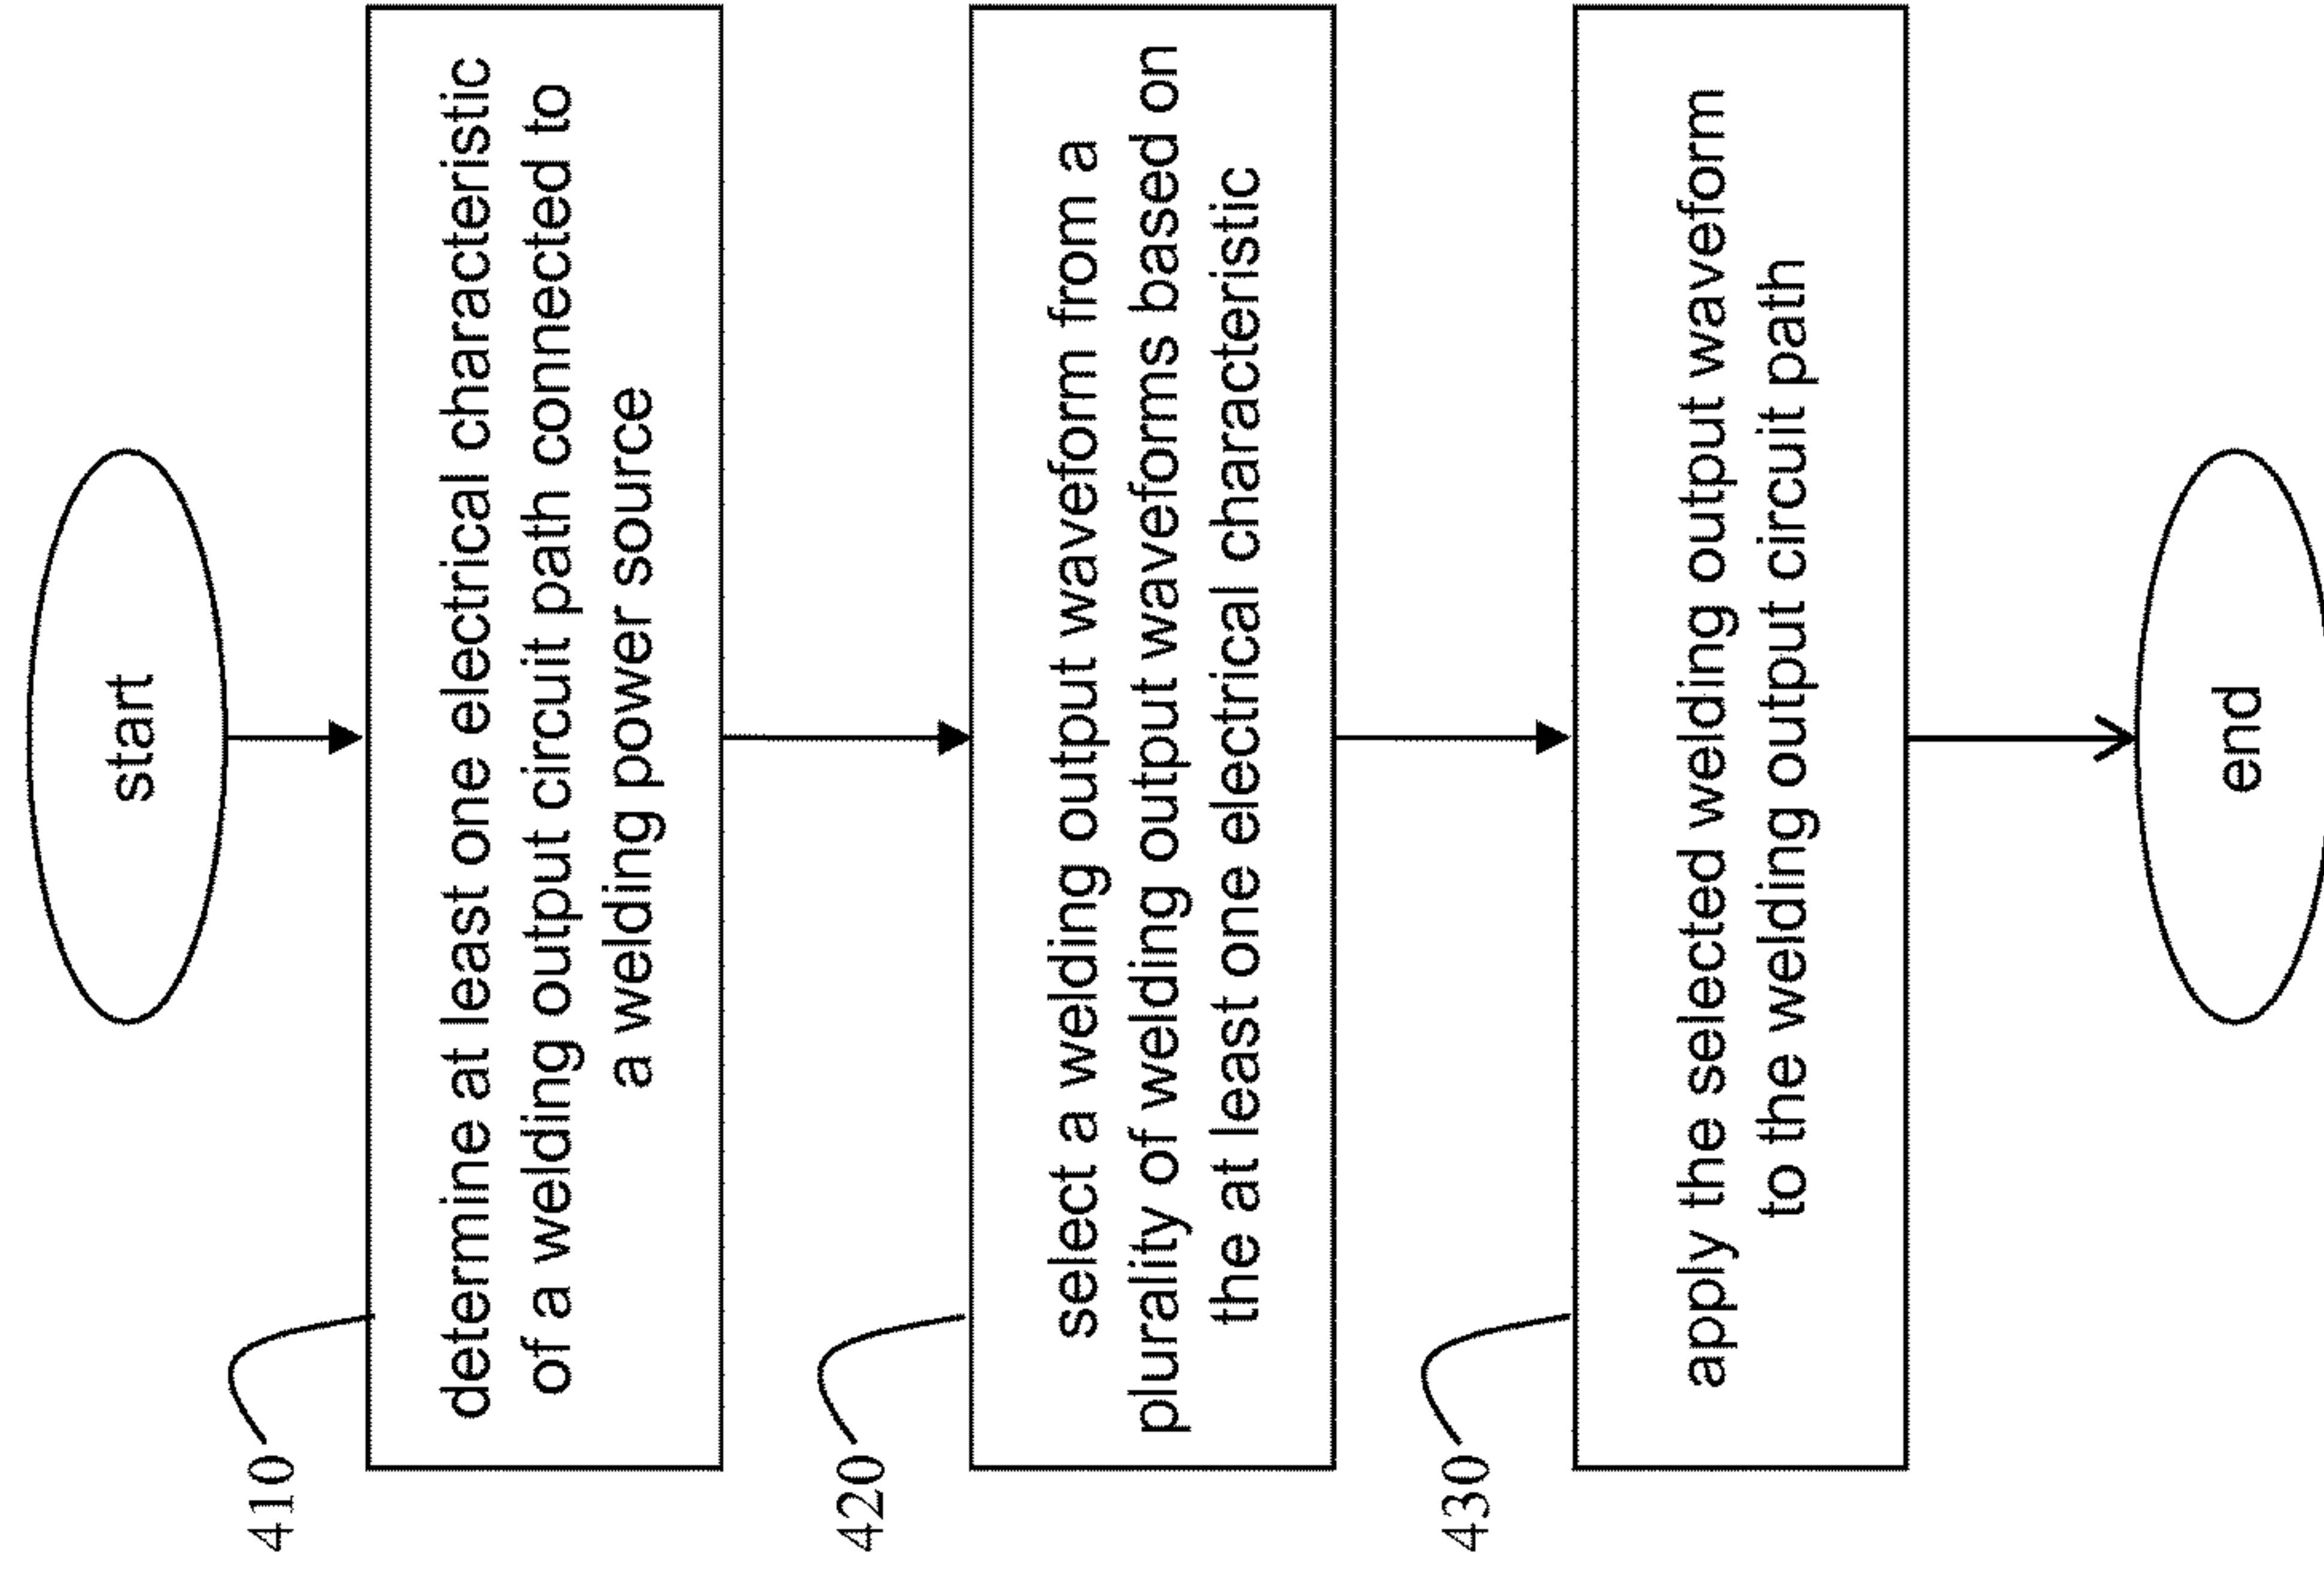 start
410
determine at least one electrical characteristic
of a welding output circuit path connected to
a welding power source
420
select a welding output waveform from a
plurality of welding output waveforms based on
the at least one electrical characteristic
430
apply the selected welding output waveform
to the welding output circuit path
end